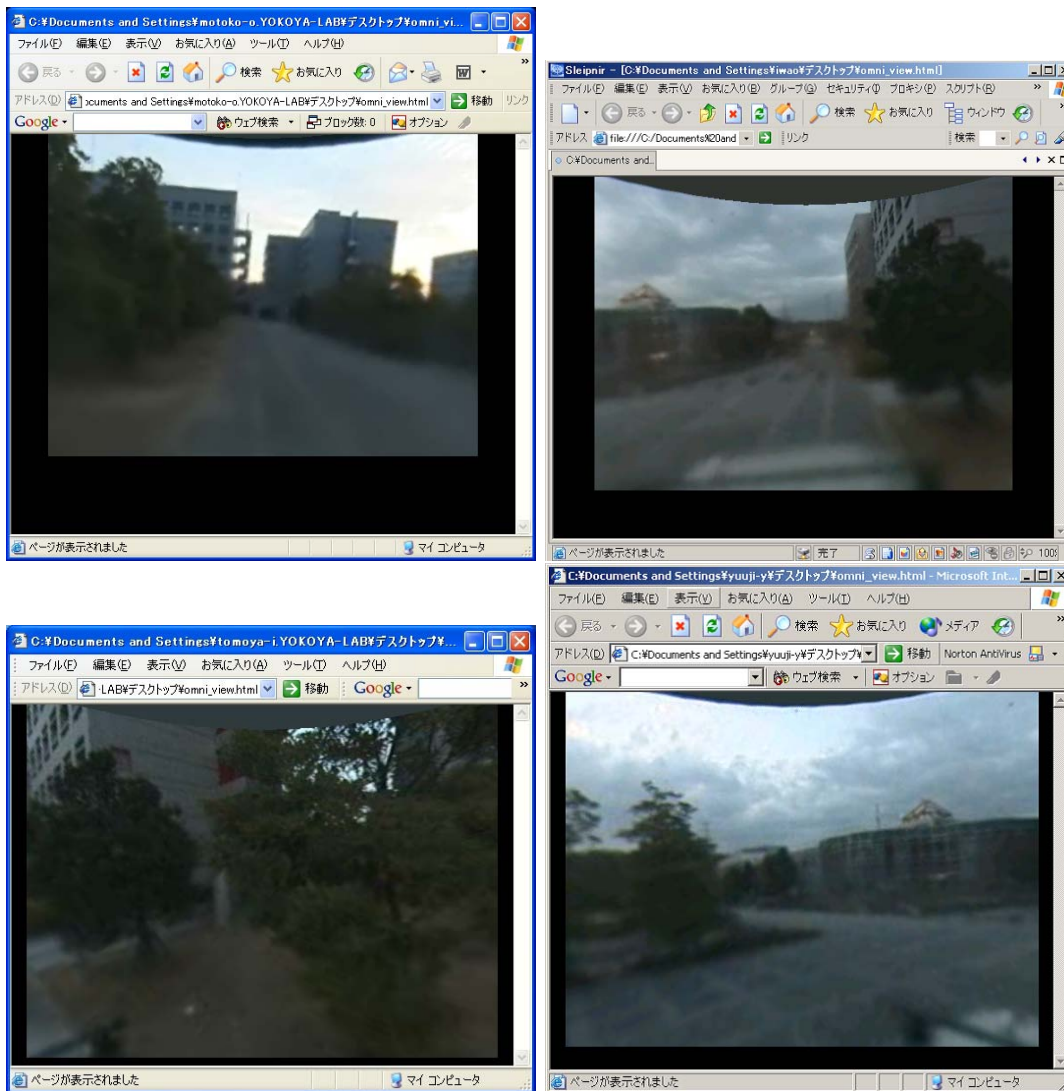 C:¥Documents and Settings¥motoko-o.YOKOYA-LAB¥デスクトップ¥omni_vi...
ファイル(F) 編集(E) 表示(V) お気に入り(A) ツール(T) ヘルプ(H)
戻る 検索 お気に入り
アドレス(D) ocuments and Settings¥motoko-o.YOKOYA-LAB¥デスクトップ¥omni_view.html 移動 リンク
Google ウェブ検索 ブロック数: 0 オプション
ページが表示されました マイ コンピュータ
Sleipnir - [C:¥Documents and Settings¥iwao¥デスクトップ¥omni_view.html]
ファイル(F) 編集(E) 表示(V) お気に入り(B) グループ(G) セキュリティ(I) プロキシ(P) スクリプト(R)
戻る 検索 お気に入り ウィンドウ
アドレス file:///C:/Documents%20and リンク 検索
C:¥Documents and..
ページが表示されました 完了 100%
C:¥Documents and Settings¥tomoya-i.YOKOYA-LAB¥デスクトップ¥...
ファイル(F) 編集(E) 表示(V) お気に入り(A) ツール(T) ヘルプ(H)
アドレス(D) -LAB¥デスクトップ¥omni_view.html 移動 Google
ページが表示されました マイ コンピュータ
C:¥Documents and Settings¥yuuji-y¥デスクトップ¥omni_view.html - Microsoft Int...
ファイル(F) 編集(E) 表示(V) お気に入り(A) ツール(T) ヘルプ(H)
戻る 検索 お気に入り メディア
アドレス(D) C:¥Documents and Settings¥yuuji-y¥デスクトップ¥ 移動 Norton AntiVirus
Google ウェブ検索 オプション
ページが表示されました マイ コンピュータ